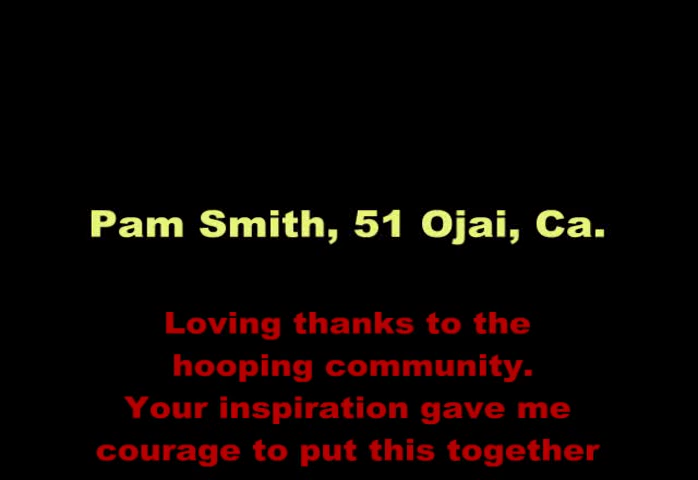 Pam Smith, 51 Ojai, Ca.
Loving thanks to the
hooping community.
Your inspiration gave me
courage to put this together